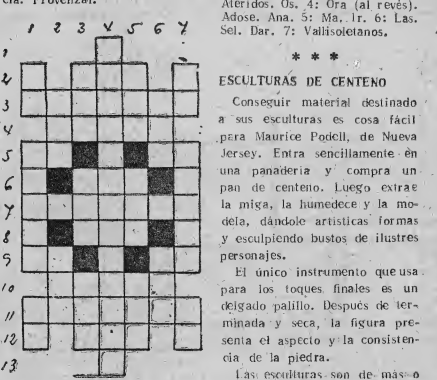 cia. Provenzal.
1 2 3 4 5 6 7
1
2
3
4
5
6
7
8
9
10
11
12
13
Ateridos. Os. 4: Ora (al revés).
Adose. Ana. 5: Ma. Ir. 6: Las.
Sel. Dar. 7: Vallisoletanos.
* * *
ESCULTURAS DE CENTENO
Conseguir material destinado
a sus esculturas es cosa fácil
para Maurice Podell, de Nueva
Jersey. Entra sencillamente en
una panadería y compra un
pan de centeno. Luego extrae
la miga, la humedece y la mo-
dela, dándole artísticas formas
y esculpiendo bustos de ilustres
personajes.
El único instrumento que usa
para los toques finales es un
delgado palillo. Después de ter-
minada y seca, la figura pre-
senta el aspecto y la consisten-
cia de la piedra.
Las esculturas son de más o